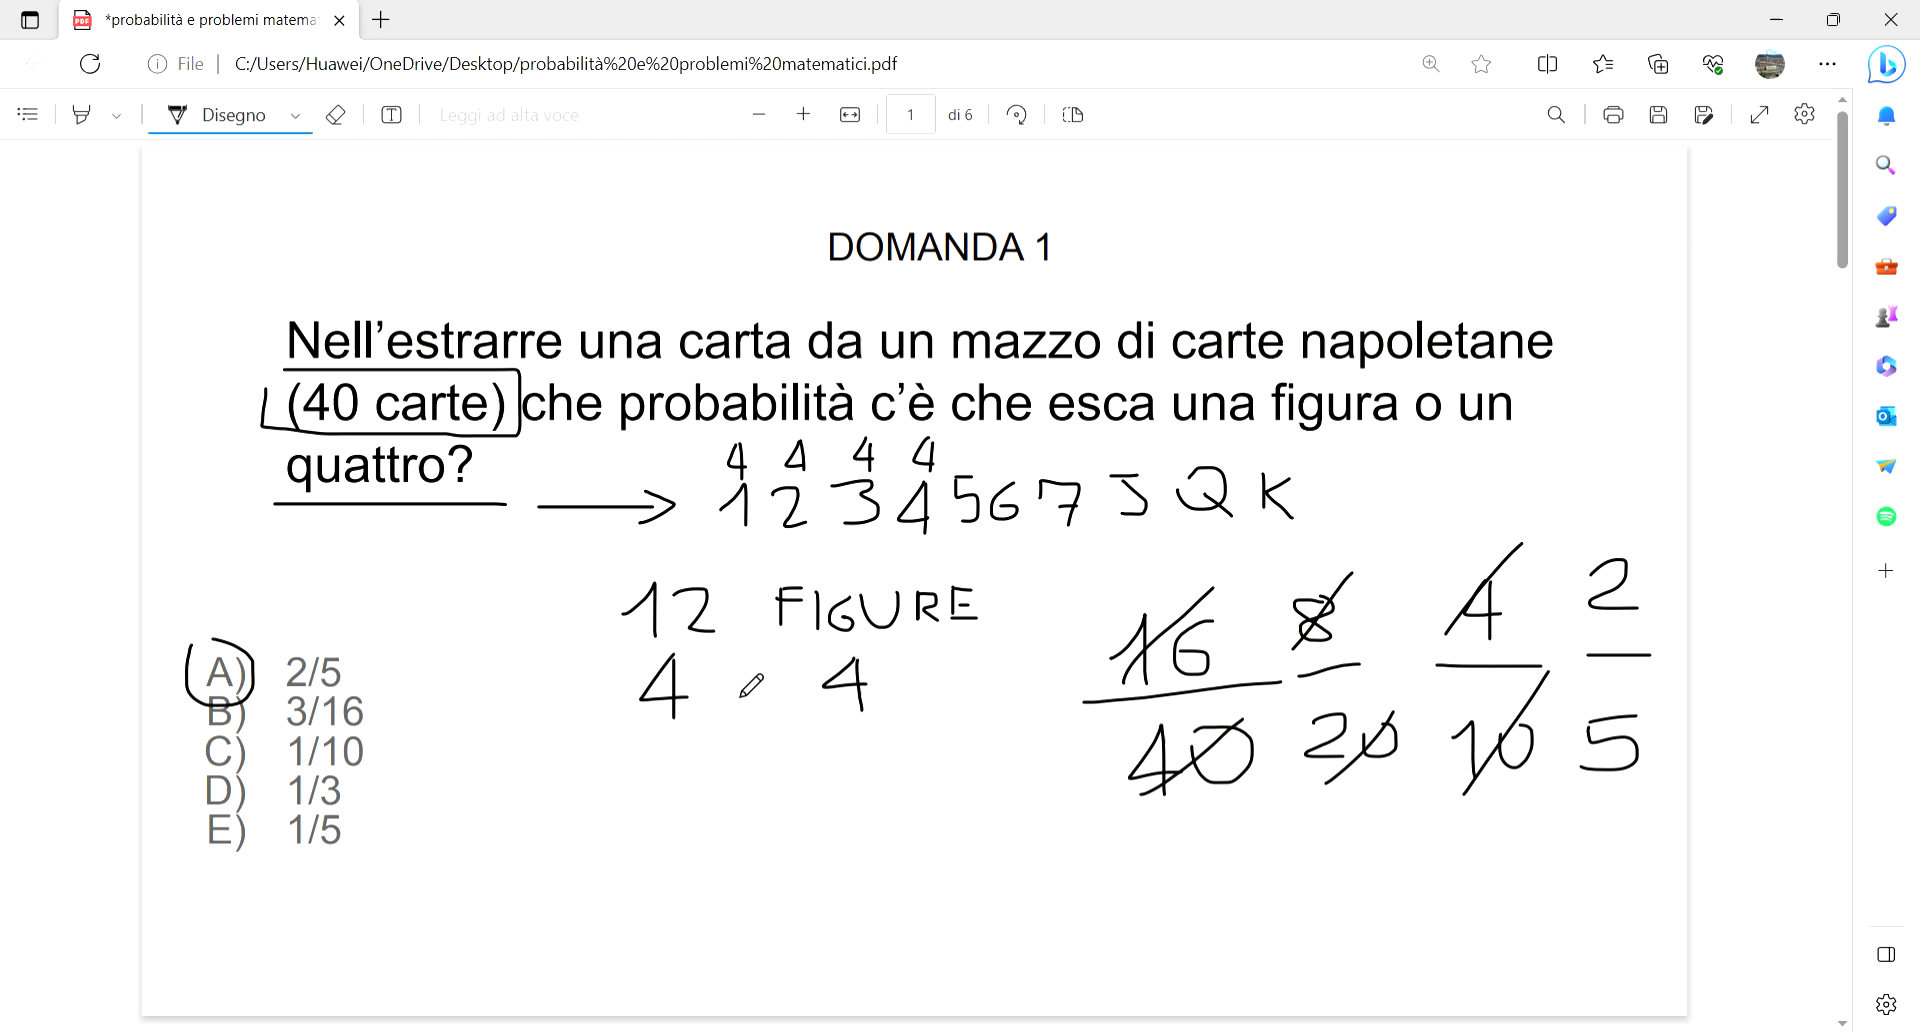 *probabilità e problemi matema
File
C:/Users/Huawei/OneDrive/Desktop/probabilità%20e%20problemi%20matematici.pdf
Disegno
Leggi ad alta voce
1
di 6
DOMANDA 1
Nell’estrarre una carta da un mazzo di carte napoletane
(40 carte) che probabilità c’è che esca una figura o un
quattro?
4 4 4 4
1 2 3 4 5 6 7 J Q K
12 FIGURE
4 4
16 8 4 2
40 20 10 5
A) 2/5
B) 3/16
C) 1/10
D) 1/3
E) 1/5